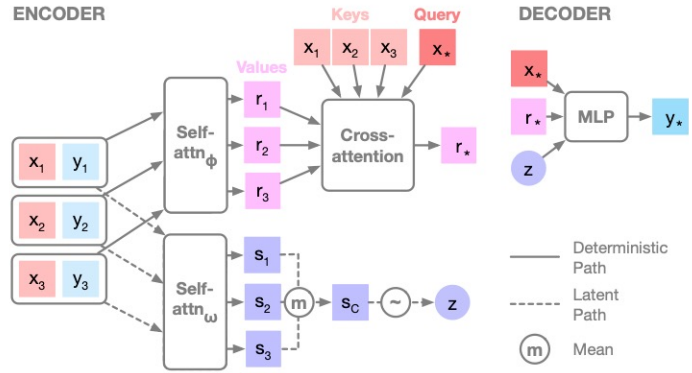 ENCODER
Keys
Query
DECODER
x1
x2
x3
x*
x*
Values
r1
Self-
attnϕ
r2
Cross-
attention
r*
r*
MLP
y*
x1 y1
r3
z
x2 y2
x3 y3
s1
Self-
attnω
s2
m
sC
~
z
s3
Deterministic
Path
Latent
Path
m
Mean